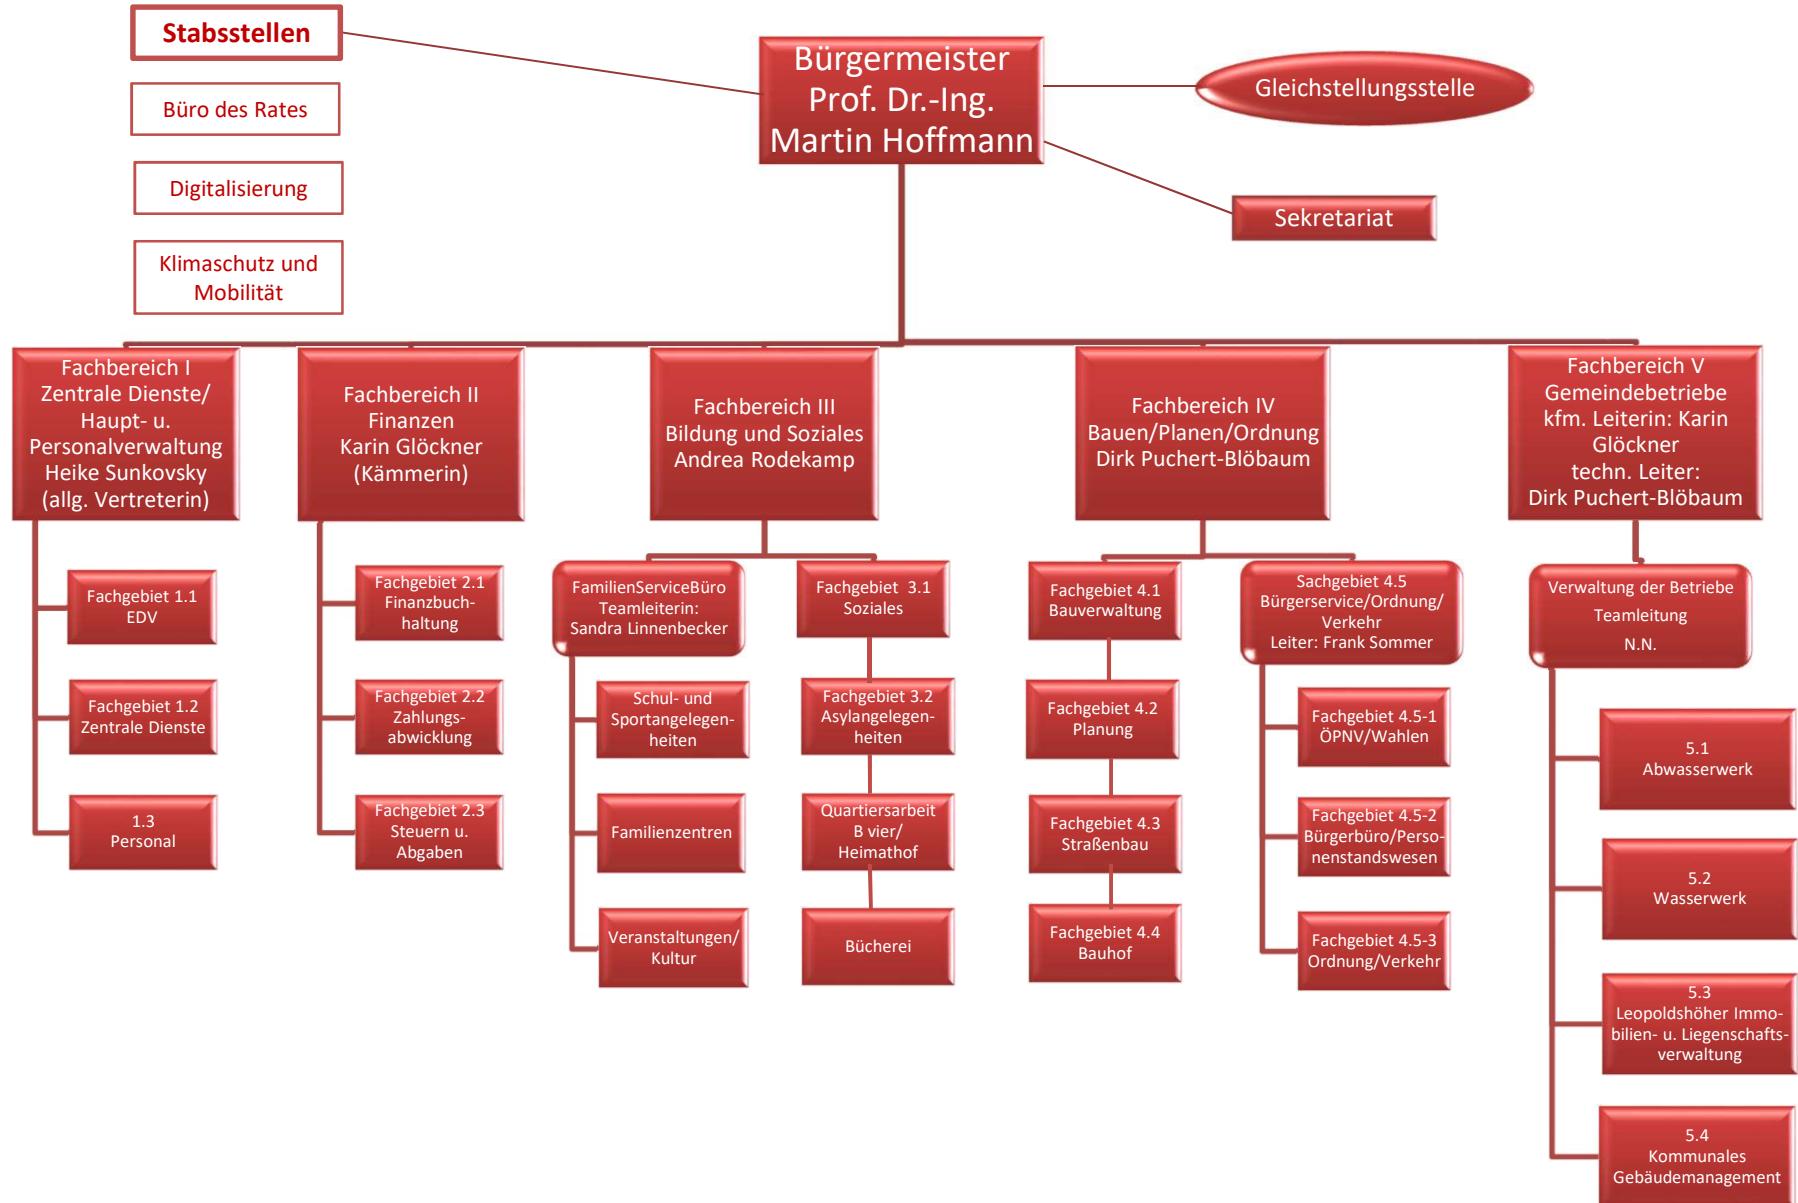 Stabsstellen
Büro des Rates
Digitalisierung
Klimaschutz und
Mobilität
Bürgermeister
Prof. Dr.-Ing.
Martin Hoffmann
Gleichstellungsstelle
Sekretariat
Fachbereich I
Zentrale Dienste/
Haupt- u.
Personalverwaltung
Heike Sunkovsky
(allg. Vertreterin)
Fachgebiet 1.1
EDV
Fachgebiet 1.2
Zentrale Dienste
1.3
Personal
Fachbereich II
Finanzen
Karin Glöckner
(Kämmerin)
Fachgebiet 2.1
Finanzbuch-
haltung
Fachgebiet 2.2
Zahlungs-
abwicklung
Fachgebiet 2.3
Steuern u.
Abgaben
Fachbereich III
Bildung und Soziales
Andrea Rodekamp
FamilienServiceBüro
Teamleiterin:
Sandra Linnenbecker
Schul- und
Sportangelegen-
heiten
Familienzentren
Veranstaltungen/
Kultur
Fachgebiet 3.1
Soziales
Fachgebiet 3.2
Asylangelegen-
heiten
Quartiersarbeit
B vier/
Heimathof
Bücherei
Fachbereich IV
Bauen/Planen/Ordnung
Dirk Puchert-Blöbaum
Fachgebiet 4.1
Bauverwaltung
Fachgebiet 4.2
Planung
Fachgebiet 4.3
Straßenbau
Fachgebiet 4.4
Bauhof
Sachgebiet 4.5
Bürgerservice/Ordnung/
Verkehr
Leiter: Frank Sommer
Fachgebiet 4.5-1
ÖPNV/Wahlen
Fachgebiet 4.5-2
Bürgerbüro/Perso-
nenstandswesen
Fachgebiet 4.5-3
Ordnung/Verkehr
Fachbereich V
Gemeindebetriebe
kfm. Leiterin: Karin
Glöckner
techn. Leiter:
Dirk Puchert-Blöbaum
Verwaltung der Betriebe
Teamleitung
N.N.
5.1
Abwasserwerk
5.2
Wasserwerk
5.3
Leopoldshöher Immo-
bilien- u. Liegenschafts-
verwaltung
5.4
Kommunales
Gebäudemanagement